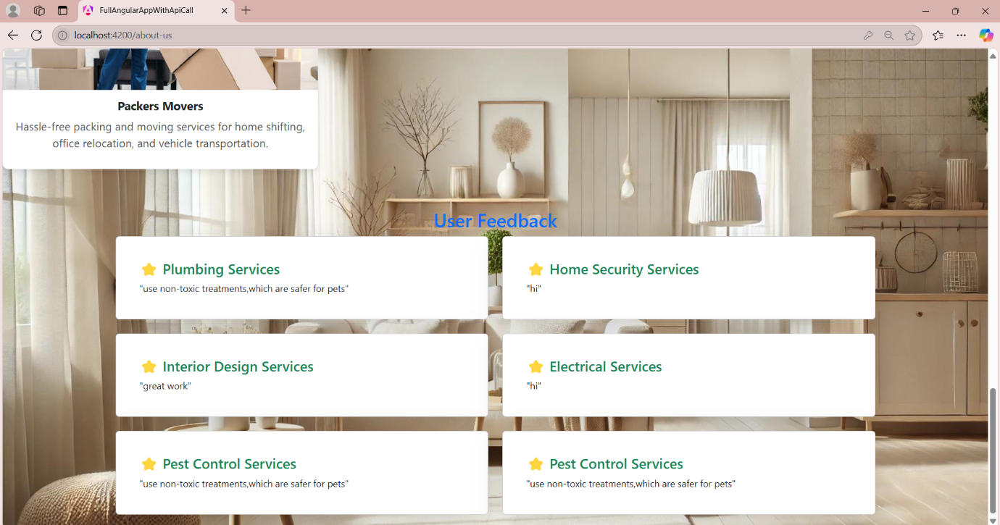 FullAngularAppWithApiCall
localhost:4200/about-us
Packers Movers
Hassle-free packing and moving services for home shifting,
office relocation, and vehicle transportation.
User Feedback
Plumbing Services
"use non-toxic treatments,which are safer for pets"
Home Security Services
"hi"
Interior Design Services
"great work"
Electrical Services
"hi"
Pest Control Services
"use non-toxic treatments,which are safer for pets"
Pest Control Services
"use non-toxic treatments,which are safer for pets"